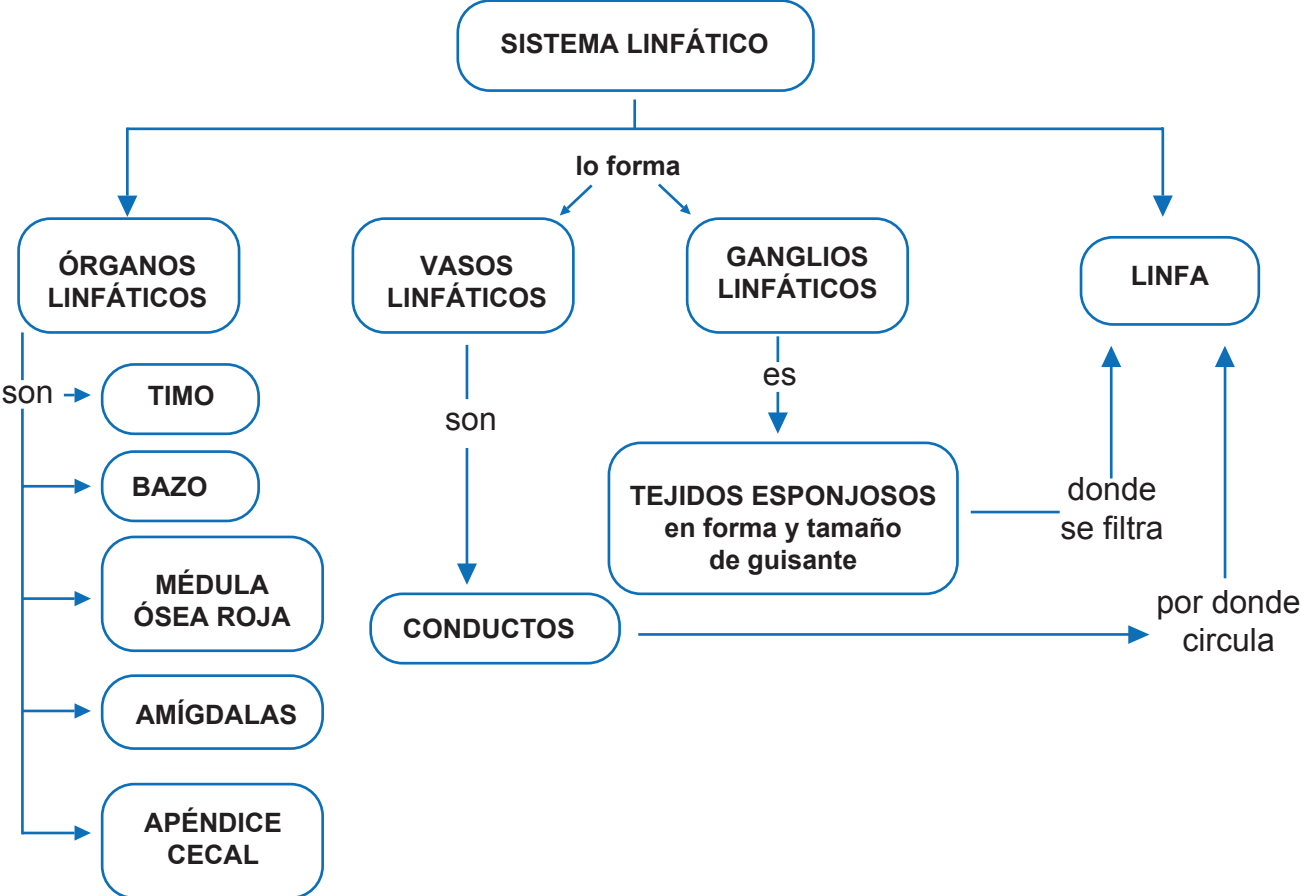 SISTEMA LINFÁTICO
lo forma
ÓRGANOS
LINFÁTICOS
VASOS
LINFÁTICOS
GANGLIOS
LINFÁTICOS
LINFA
son
TIMO
BAZO
MÉDULA
ÓSEA ROJA
AMÍGDALAS
APÉNDICE
CECAL
son
CONDUCTOS
es
TEJIDOS ESPONJOSOS
en forma y tamaño
de guisante
donde
se filtra
por donde
circula